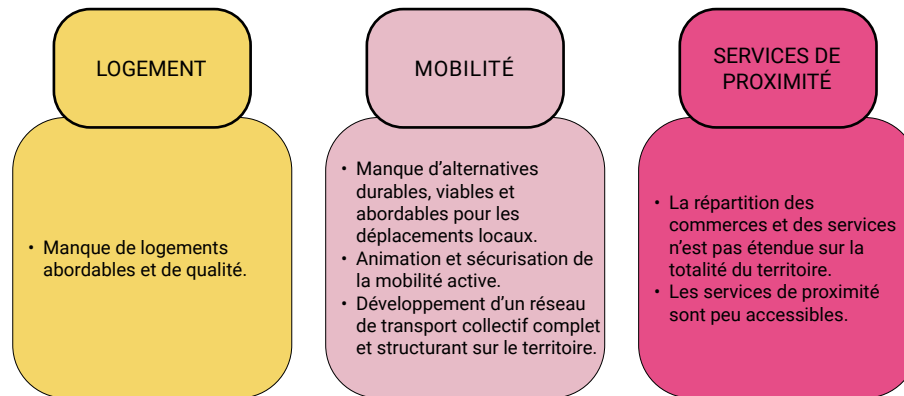 LOGEMENT
• Manque de logements
abordables et de qualité.
MOBILITÉ
• Manque d’alternatives
durables, viables et
abordables pour les
déplacements locaux.
• Animation et sécurisation de
la mobilité active.
• Développement d’un réseau
de transport collectif complet
et structurant sur le territoire.
SERVICES DE
PROXIMITÉ
• La répartition des
commerces et des services
n’est pas étendue sur la
totalité du territoire.
• Les services de proximité
sont peu accessibles.